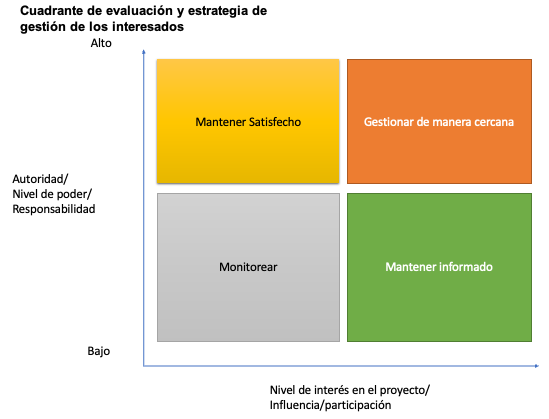 Cuadrante de evaluación y estrategia de
gestión de los interesados
Alto
Mantener Satisfecho
Gestionar de manera cercana
Autoridad/
Nivel de poder/
Responsabilidad
Monitorear
Mantener informado
Bajo
Nivel de interés en el proyecto/
Influencia/participación